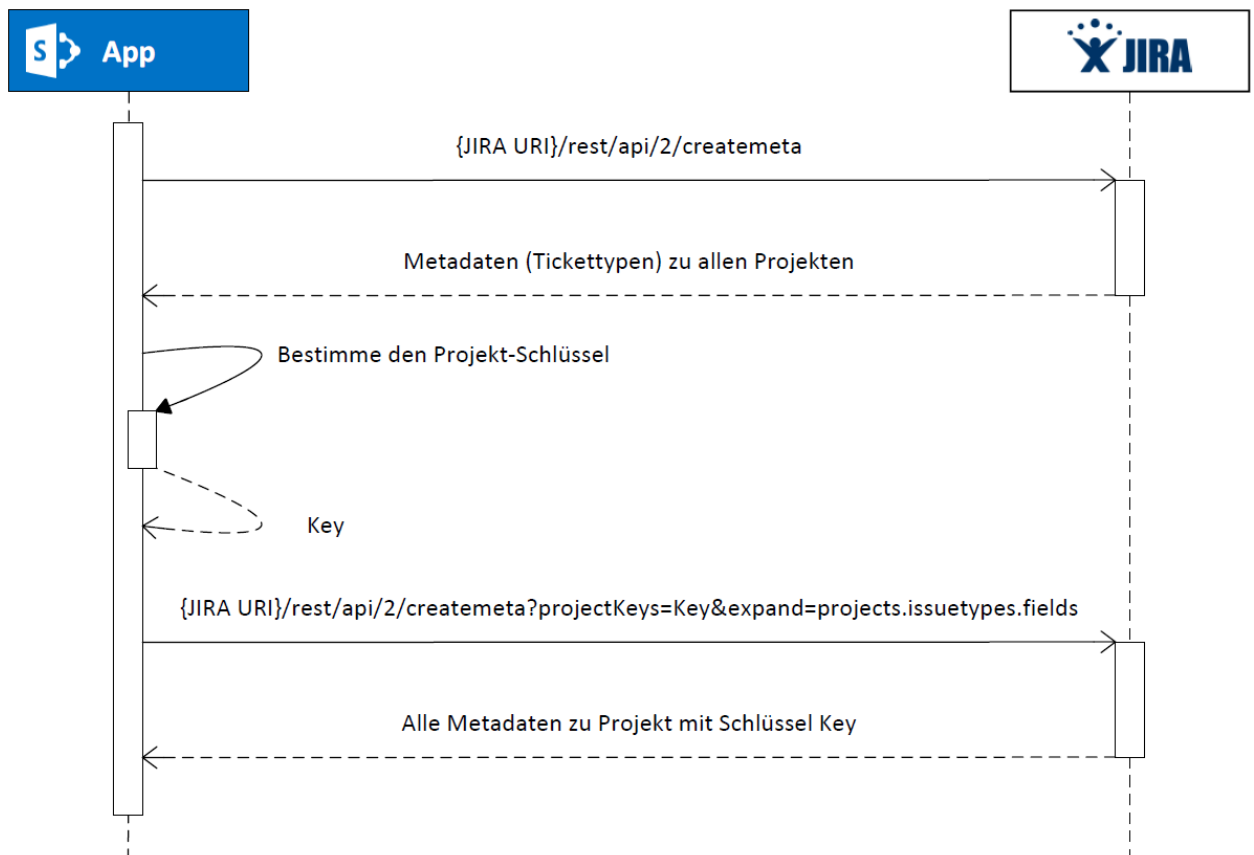 S App
JIRA
{JIRA URI}/rest/api/2/createmeta
Metadaten (Tickettypen) zu allen Projekten
Bestimme den Projekt-Schlüssel
Key
{JIRA URI}/rest/api/2/createmeta?projectKeys=Key&expand=projects.issuetypes.fields
Alle Metadaten zu Projekt mit Schlüssel Key